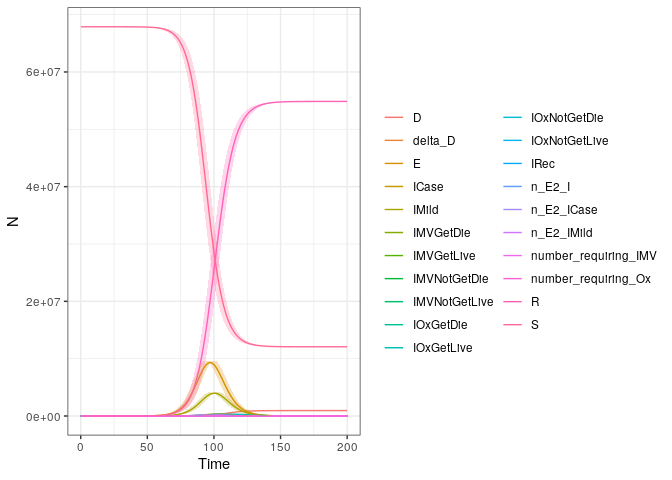 6e+07
4e+07
2e+07
0e+00
N
0
50
100
150
200
Time
D
delta_D
E
ICase
IMild
IMVGetDie
IMVGetLive
IMVNotGetDie
IMVNotGetLive
IOxGetDie
IOxGetLive
IOxNotGetDie
IOxNotGetLive
IRec
n_E2_I
n_E2_ICase
n_E2_IMild
number_requiring_IMV
number_requiring_Ox
R
S